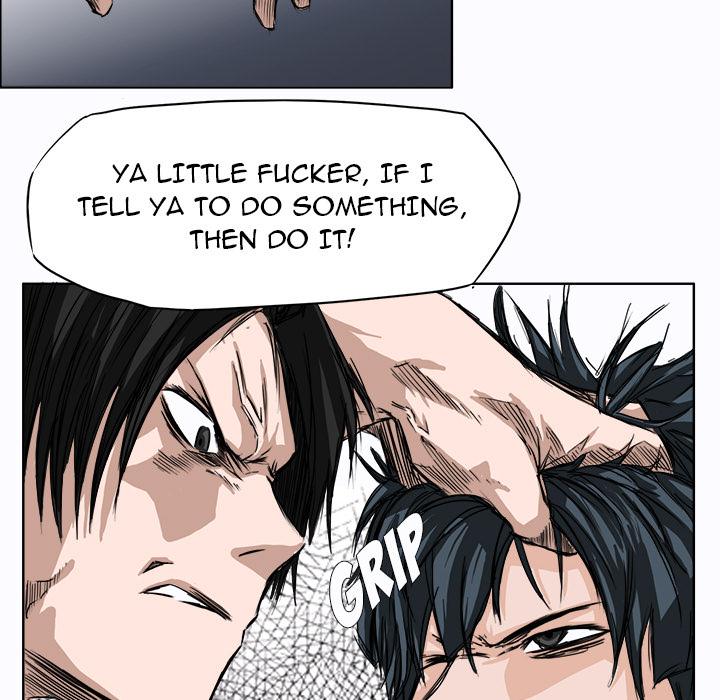 YA LITTLE FUCKER, IF I
TELL YA TO DO SOMETHING,
THEN DO IT!
GRIP